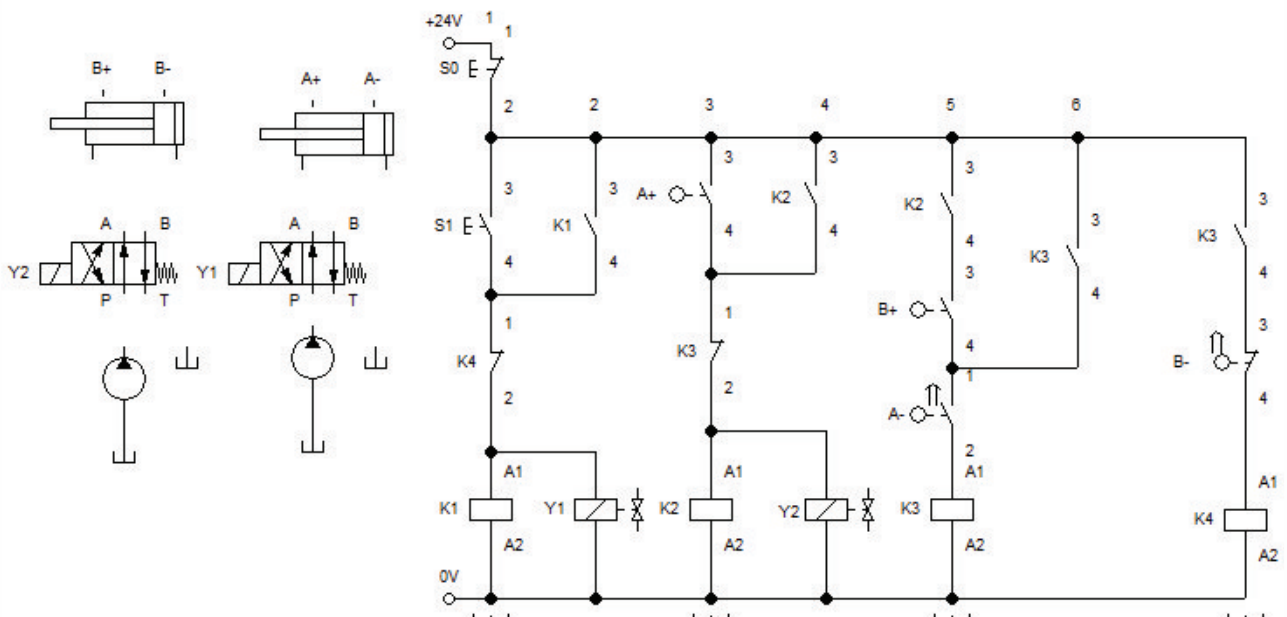 +24V 1
1
S0
2 2 3 4 5 6
B+ B- A+ A-
3 3 3 3 3 3 3
S1 K1 A+ K2 K2 K3 K3
4 4 4 4 4 4 4
A B A B
Y2 Y1
P T P T
1 1 3 3
K4 K3 B+ B-
2 2 4 4
1
A-
2
A1 A1 A1 A1
K1 Y1 K2 Y2 K3 K4
A2 A2 A2 A2
0V